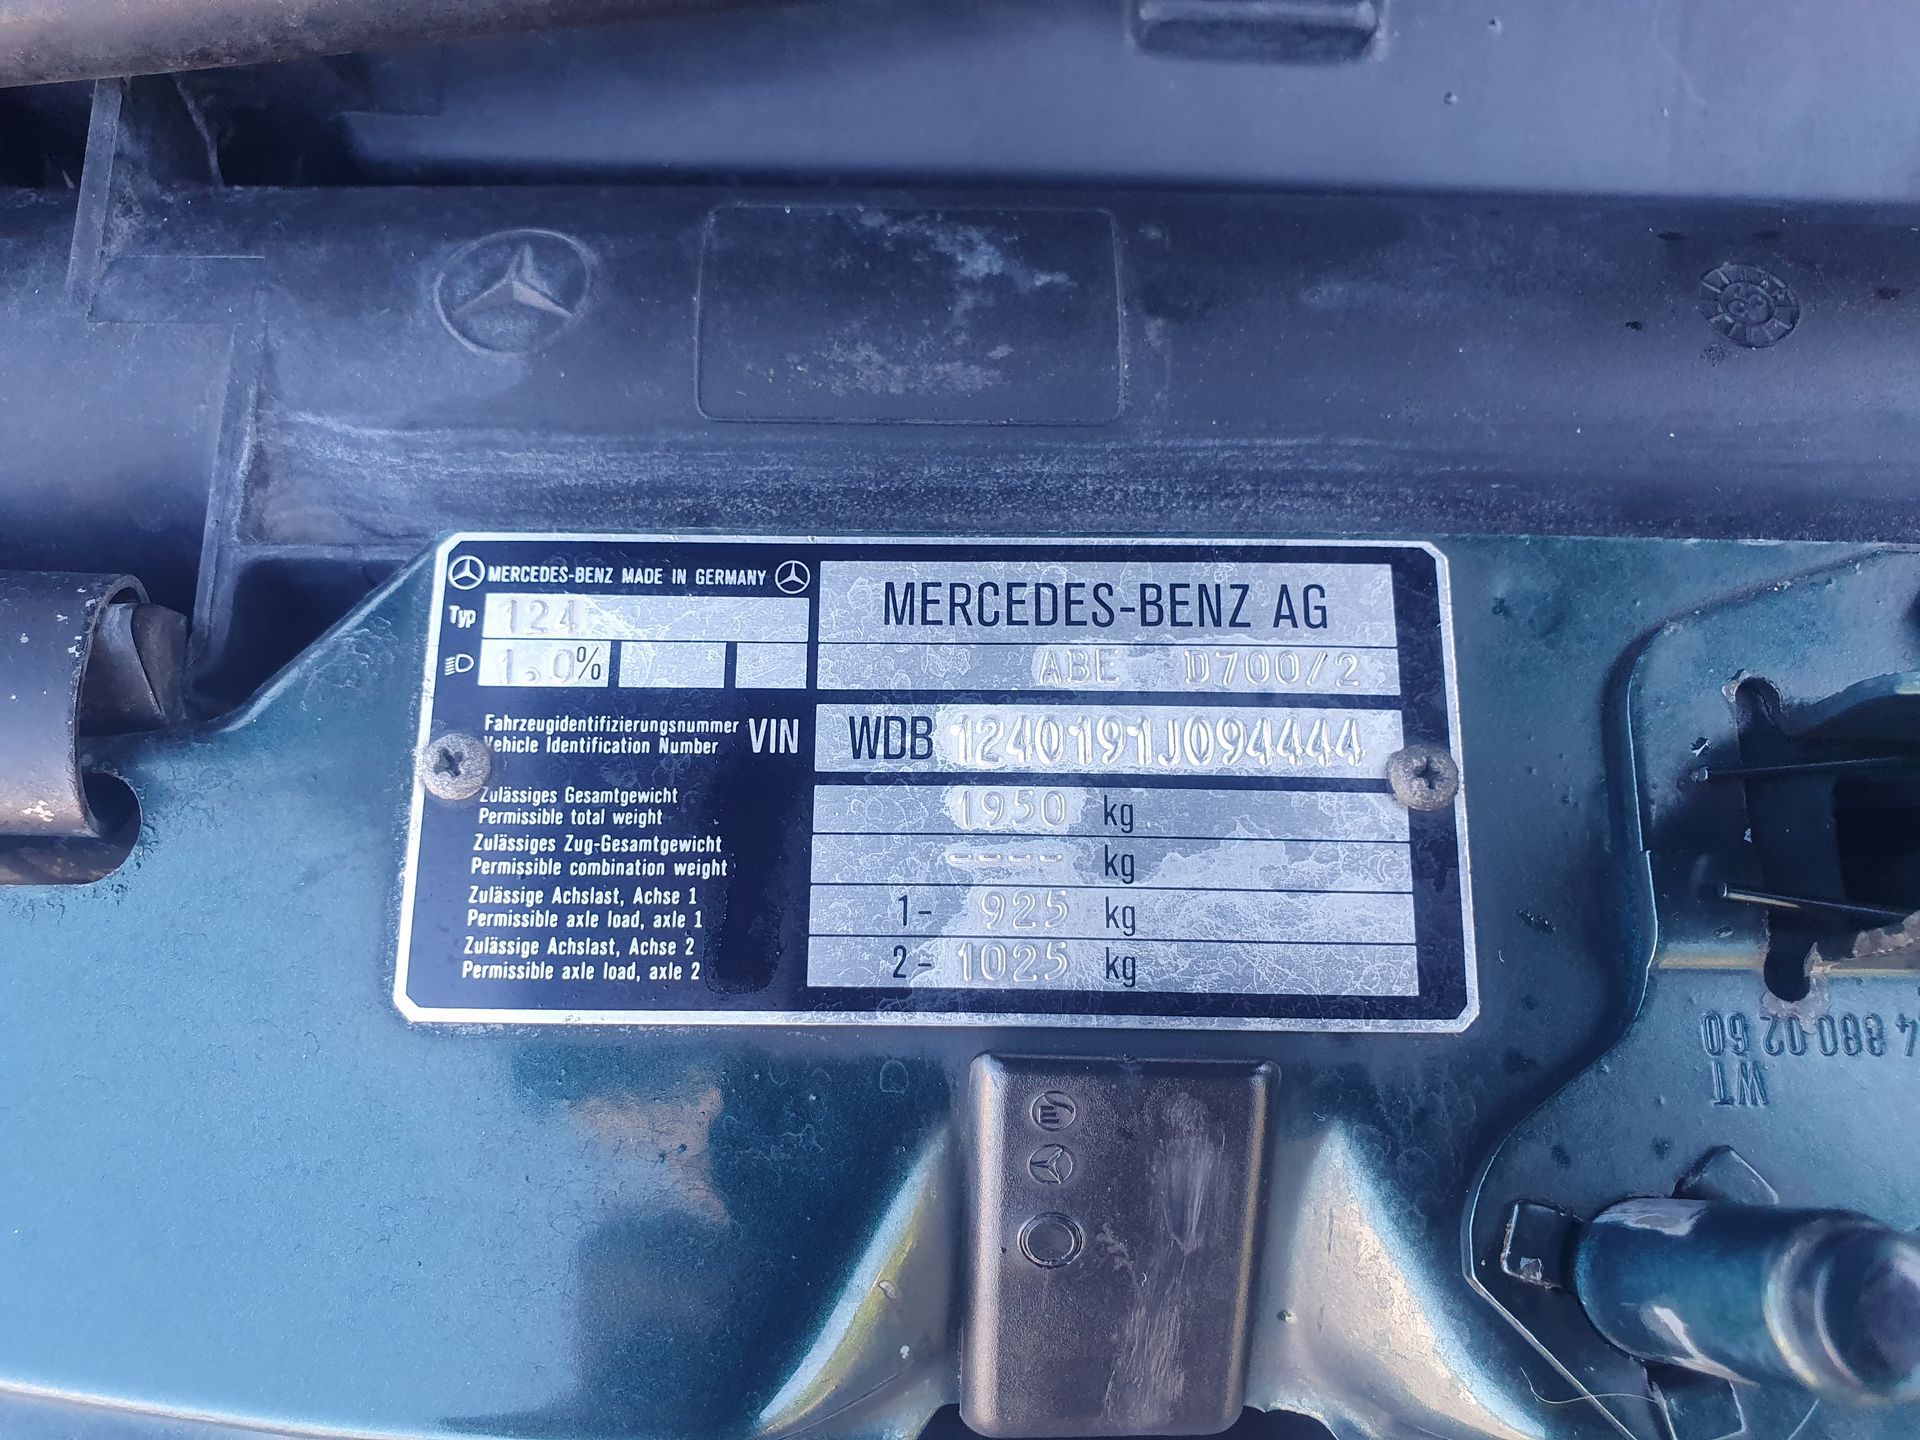 MERCEDES-BENZ MADE IN GERMANY
MERCEDES-BENZ AG
Typ 124
1.0%
ABE D700/2
Fahrzeugidentifizierungsnummer
Vehicle Identification Number
VIN
WDB 1240191J094444
Zulässiges Gesamtgewicht
Permissible total weight
1950 kg
Zulässiges Zug-Gesamtgewicht
Permissible combination weight
---- kg
Zulässige Achslast, Achse 1
Permissible axle load, axle 1
1- 925 kg
Zulässige Achslast, Achse 2
Permissible axle load, axle 2
2- 1025 kg
4 880 02 60
WT